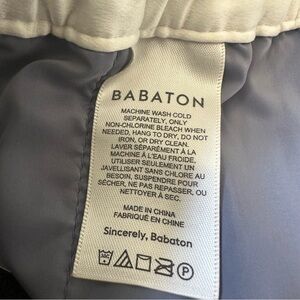 BABATON
MACHINE WASH COLD
SEPARATELY, ONLY
NON-CHLORINE BLEACH WHEN
NEEDED, HANG TO DRY, DO NOT
IRON, OR DRY CLEAN.
LAVER SÉPARÉMENT À LA
MACHINE À L'EAU FROIDE.
UTILISER SEULEMENT UN
JAVELLISANT SANS CHLORE AU
BESOIN, SUSPENDRE POUR
SÉCHER, NE PAS REPASSER, OU
NETTOYER À SEC.
MADE IN CHINA
FABRIQUÉ EN CHINE
Sincerely, Babaton
P